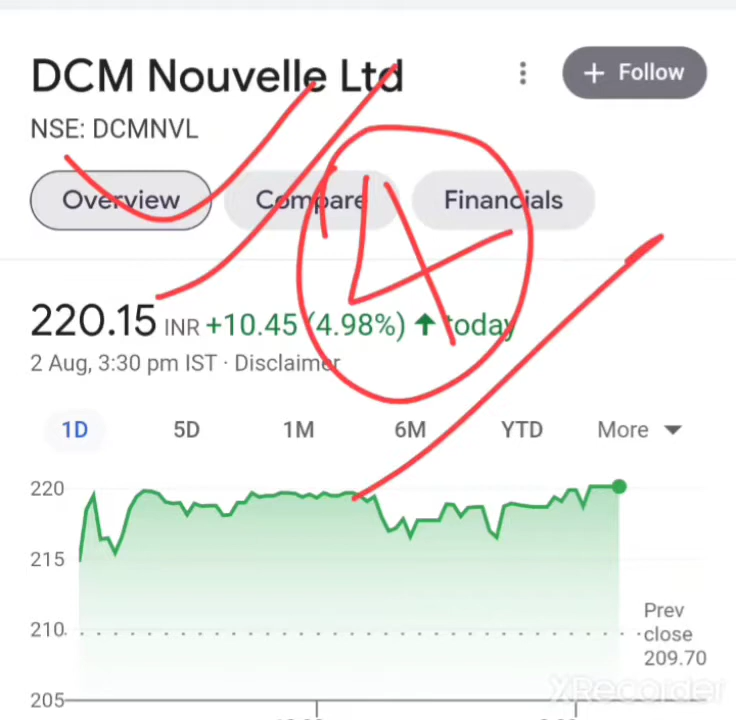 DCM Nouvelle Ltd
+ Follow
NSE: DCMNVL
Overview Compare Financials
4
220.15 INR +10.45 (4.98%) ↑ today
2 Aug, 3:30 pm IST · Disclaimer
1D 5D 1M 6M YTD More
220
215
210
Prev
close
209.70
205
XRecorder